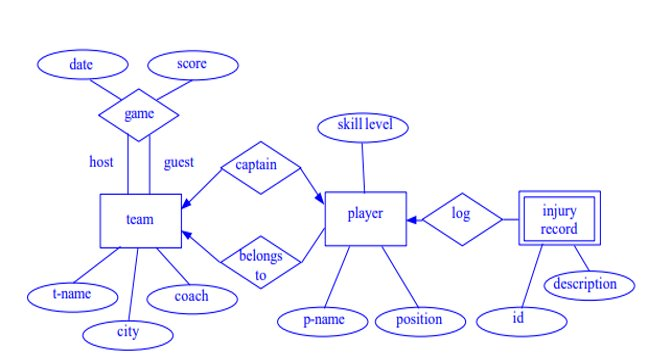 date
score
game
host
guest
skill level
captain
team
player
log
injury
record
belongs
to
t-name
coach
city
p-name
position
id
description